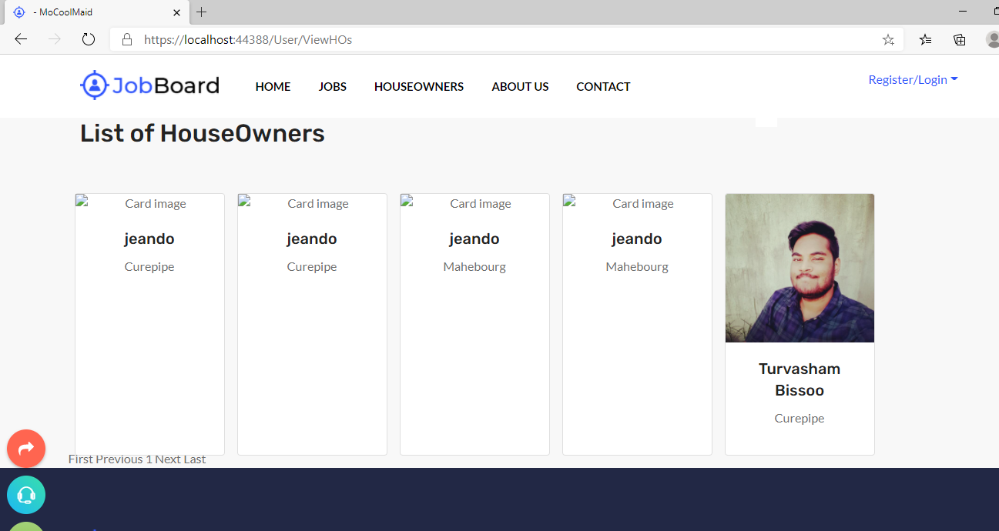 - MoCoolMaid
https://localhost:44388/User/ViewHOs
JobBoard
HOME
JOBS
HOUSEOWNERS
ABOUT US
CONTACT
Register/Login
List of HouseOwners
Card image
jeando
Curepipe
Card image
jeando
Curepipe
Card image
jeando
Mahebourg
Card image
jeando
Mahebourg
Turvasham
Bissoo
Curepipe
First Previous 1 Next Last